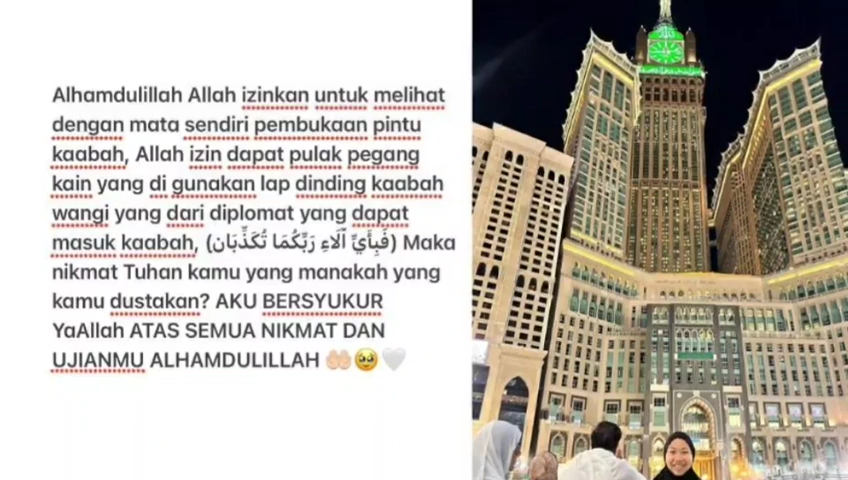 Alhamdulillah Allah izinkan untuk melihat
dengan mata sendiri pembukaan pintu
kaabah, Allah izin dapat pulak pegang
kain yang di gunakan lap dinding kaabah
wangi yang dari diplomat yang dapat
masuk kaabah, (فَبِأَيِّ آلَاءِ رَبِّكُمَا تُكَذِّبَان) Maka
nikmat Tuhan kamu yang manakah yang
kamu dustakan? AKU BERSYUKUR
YaAllah ATAS SEMUA NIKMAT DAN
UJIANMU ALHAMDULILLAH 🤲🏻🥹🤍